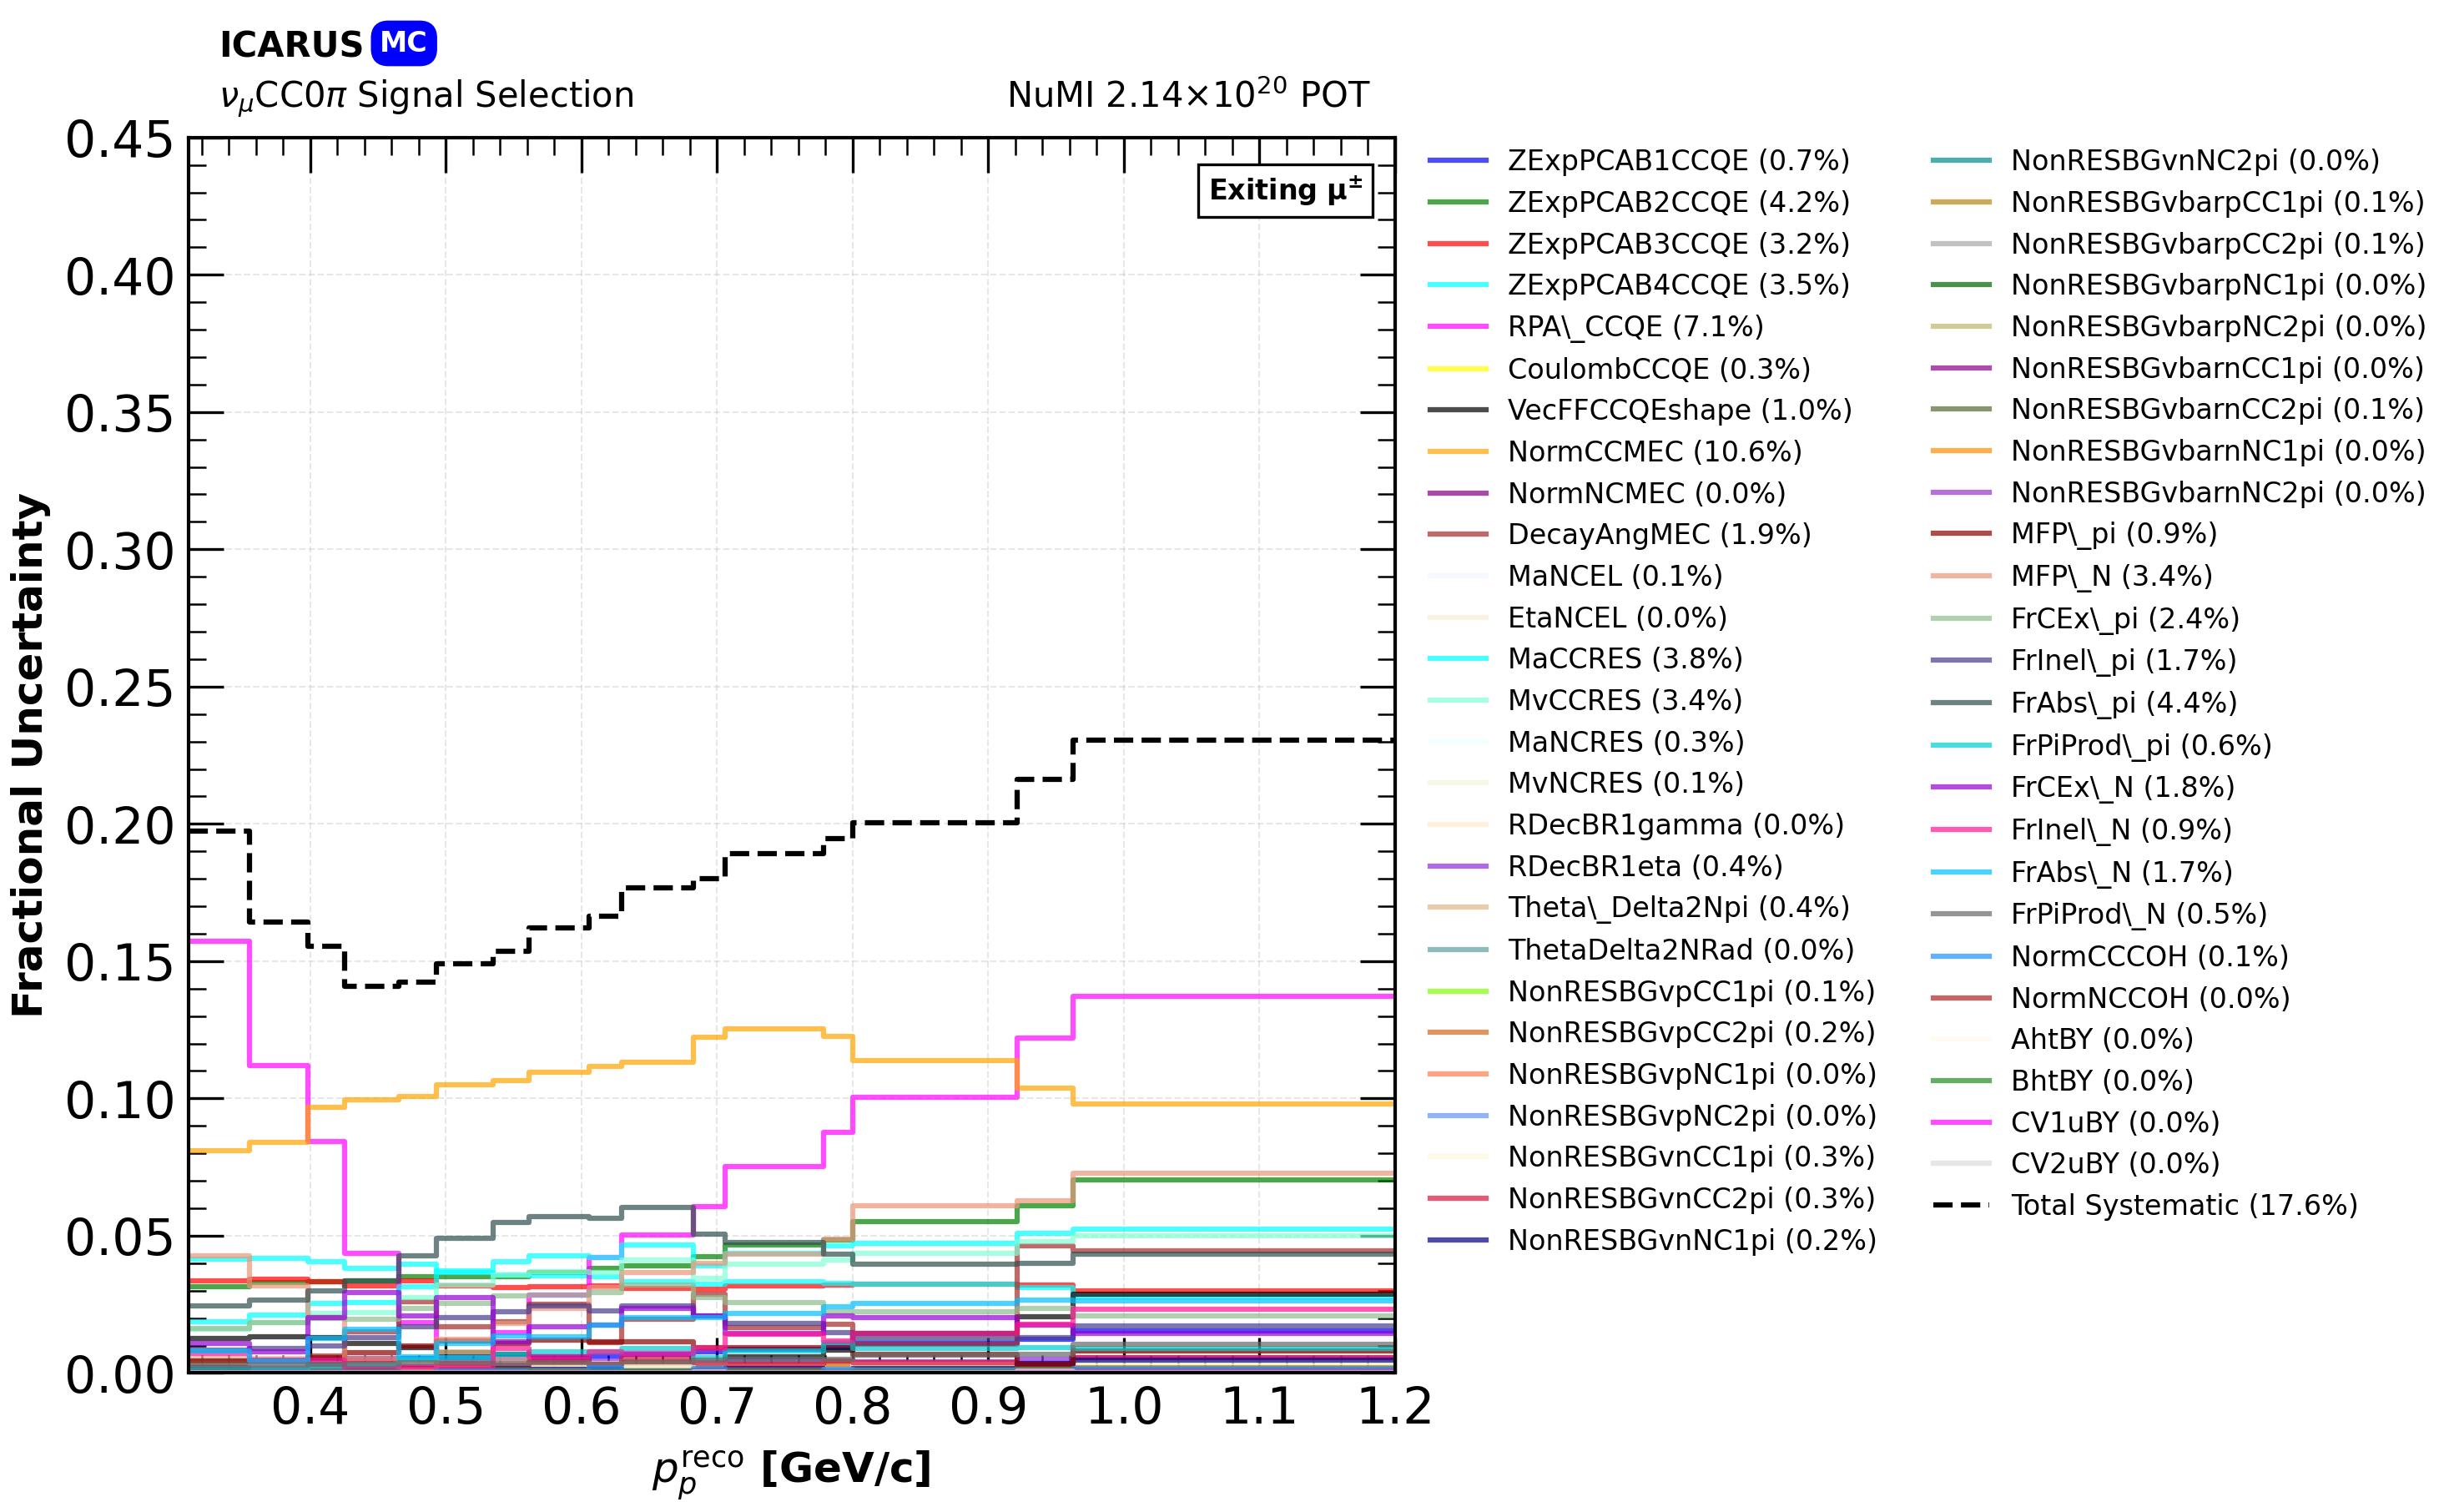 ICARUS MC
νμCC0π Signal Selection
NuMI 2.14×10²⁰ POT
Exiting μ±
Fractional Uncertainty
0.45
0.40
0.35
0.30
0.25
0.20
0.15
0.10
0.05
0.00
0.4 0.5 0.6 0.7 0.8 0.9 1.0 1.1 1.2
p_p^reco [GeV/c]
ZExpPCAB1CCQE (0.7%)
ZExpPCAB2CCQE (4.2%)
ZExpPCAB3CCQE (3.2%)
ZExpPCAB4CCQE (3.5%)
RPA\_CCQE (7.1%)
CoulombCCQE (0.3%)
VecFFCCQEshape (1.0%)
NormCCMEC (10.6%)
NormNCMEC (0.0%)
DecayAngMEC (1.9%)
MaNCEL (0.1%)
EtaNCEL (0.0%)
MaCCRES (3.8%)
MvCCRES (3.4%)
MaNCRES (0.3%)
MvNCRES (0.1%)
RDecBR1gamma (0.0%)
RDecBR1eta (0.4%)
Theta\_Delta2Npi (0.4%)
ThetaDelta2NRad (0.0%)
NonRESBGvpCC1pi (0.1%)
NonRESBGvpCC2pi (0.2%)
NonRESBGvpNC1pi (0.0%)
NonRESBGvpNC2pi (0.0%)
NonRESBGvnCC1pi (0.3%)
NonRESBGvnCC2pi (0.3%)
NonRESBGvnNC1pi (0.2%)
NonRESBGvnNC2pi (0.0%)
NonRESBGvbarpCC1pi (0.1%)
NonRESBGvbarpCC2pi (0.1%)
NonRESBGvbarpNC1pi (0.0%)
NonRESBGvbarpNC2pi (0.0%)
NonRESBGvbarnCC1pi (0.0%)
NonRESBGvbarnCC2pi (0.1%)
NonRESBGvbarnNC1pi (0.0%)
NonRESBGvbarnNC2pi (0.0%)
MFP\_pi (0.9%)
MFP\_N (3.4%)
FrCEx\_pi (2.4%)
FrInel\_pi (1.7%)
FrAbs\_pi (4.4%)
FrPiProd\_pi (0.6%)
FrCEx\_N (1.8%)
FrInel\_N (0.9%)
FrAbs\_N (1.7%)
FrPiProd\_N (0.5%)
NormCCCOH (0.1%)
NormNCCOH (0.0%)
AhtBY (0.0%)
BhtBY (0.0%)
CV1uBY (0.0%)
CV2uBY (0.0%)
Total Systematic (17.6%)